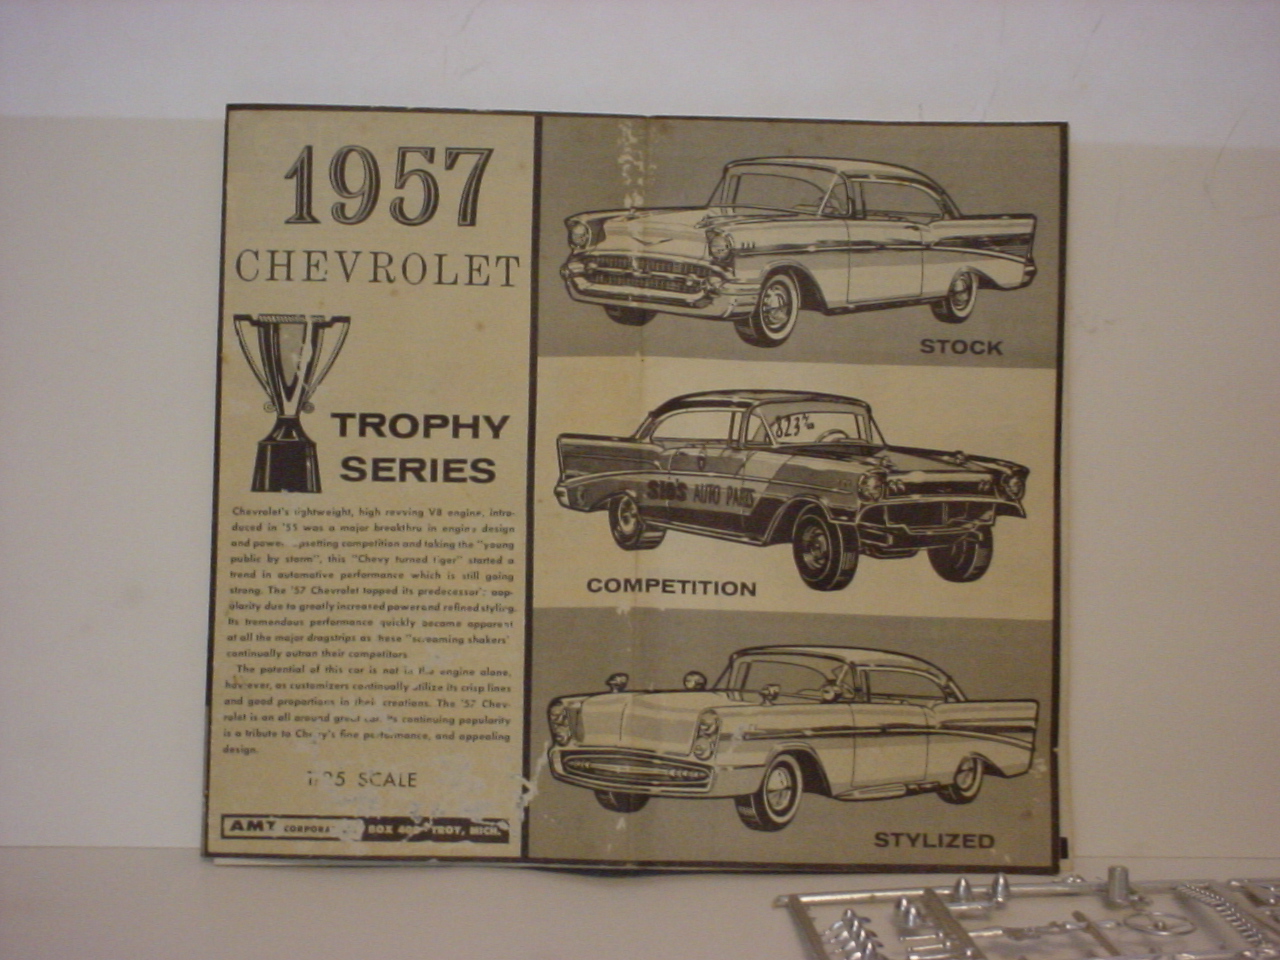 1957
CHEVROLET
TROPHY
SERIES
Chevrolet's lightweight, high revving V8 engine, intro-
duced in '55 was a major breakthru in engine design
and power, upsetting competition and taking the "young
public by storm", this "Chevy turned tiger" started a
trend in automotive performance which is still going
strong. The '57 Chevrolet topped its predecessor's pop-
ularity due to greatly increased power and refined styling.
Its tremendous performance quickly became apparent
at all the major dragstrips as these "screaming shakers"
continually outran their competitors
The potential of this car is not in the engine alone,
however, as customizers continually utilize its crisp lines
and good proportions in their creations. The '57 Chev-
rolet is an all around great car. Its continuing popularity
is a tribute to Chevy's fine performance, and appealing
design.
1/25 SCALE
AMT CORPORA BOX 400 TROY, MICH.
STOCK
823
SIG'S AUTO PARTS
COMPETITION
STYLIZED